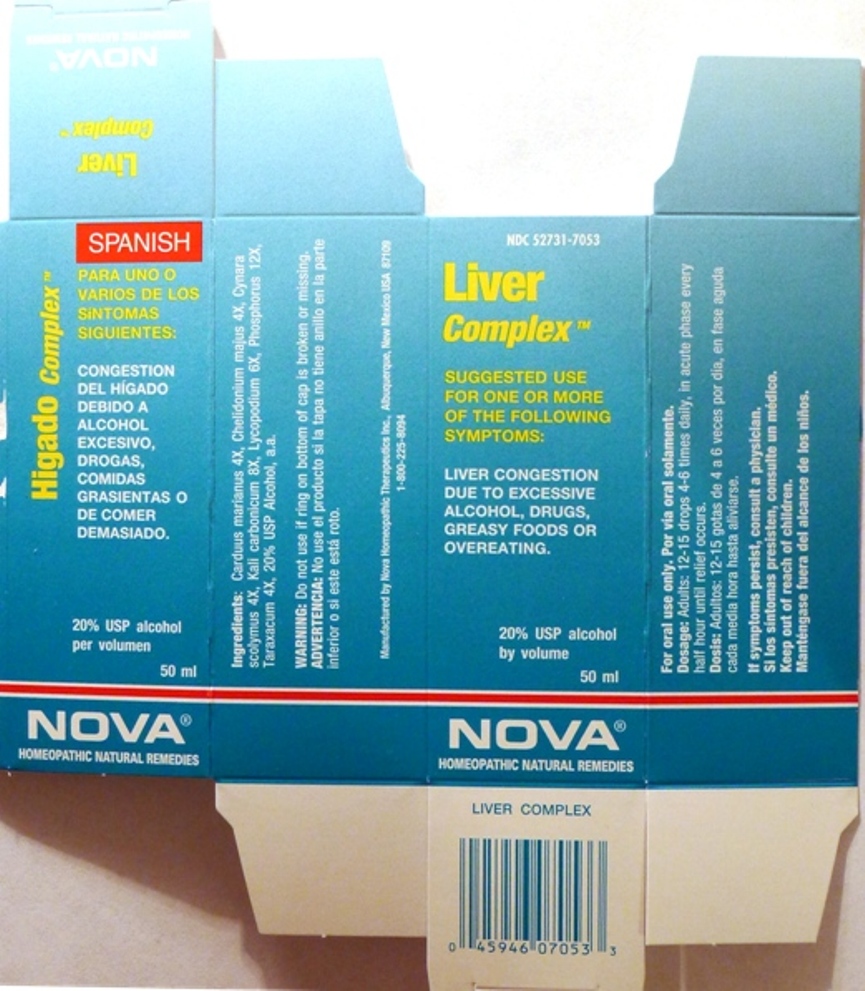 NOVA®
HOMEOPATHIC NATURAL REMEDIES
Liver
Complex™
Higado Complex™
SPANISH
PARA UNO O
VARIOS DE LOS
SíNTOMAS
SIGUIENTES:
CONGESTION
DEL HÍGADO
DEBIDO A
ALCOHOL
EXCESIVO,
DROGAS,
COMIDAS
GRASIENTAS O
DE COMER
DEMASIADO.
20% USP alcohol
per volumen
50 ml
NOVA®
HOMEOPATHIC NATURAL REMEDIES
Ingredients: Carduus marianus 4X, Chelidonium majus 4X, Cynara
scolymus 4X, Kali carbonicum 8X, Lycopodium 6X, Phosphorus 12X,
Taraxacum 4X, 20% USP Alcohol, a.a.
WARNING: Do not use if ring on bottom of cap is broken or missing.
ADVERTENCIA: No use el producto si la tapa no tiene anillo en la parte
inferior o si este está roto.
Manufactured by Nova Homeopathic Therapeutics Inc., Albuquerque, New Mexico USA 87109
1-800-225-8094
NDC 52731-7053
Liver
Complex™
SUGGESTED USE
FOR ONE OR MORE
OF THE FOLLOWING
SYMPTOMS:
LIVER CONGESTION
DUE TO EXCESSIVE
ALCOHOL, DRUGS,
GREASY FOODS OR
OVEREATING.
20% USP alcohol
by volume
50 ml
NOVA®
HOMEOPATHIC NATURAL REMEDIES
For oral use only. Por via oral solamente.
Dosage: Adults: 12-15 drops 4-6 times daily, in acute phase every
half hour until relief occurs.
Dosis: Adultos: 12-15 gotas de 4 a 6 veces por día, en fase aguda
cada media hora hasta aliviarse.
If symptoms persist, consult a physician.
Si los síntomas presisten, consulte un médico.
Keep out of reach of children.
Manténgase fuera del alcance de los niños.
LIVER COMPLEX
0 45946 07053 3